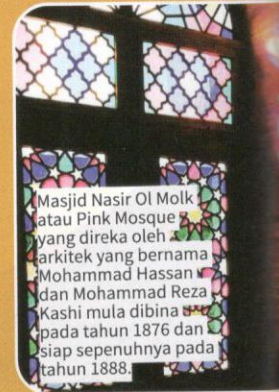 Masjid Nasir Ol Molk
atau Pink Mosque
yang direka oleh
arkitek yang bernama
Mohammad Hassan
dan Mohammad Reza
Kashi mula dibina
pada tahun 1876 dan
siap sepenuhnya pada
tahun 1888.